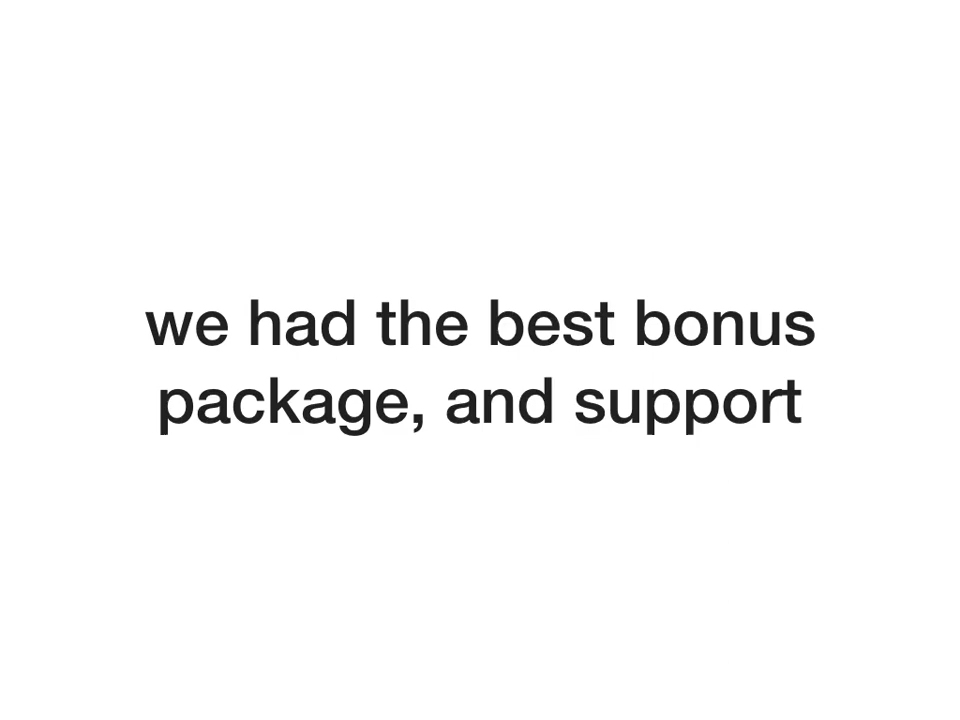 we had the best bonus
package, and support